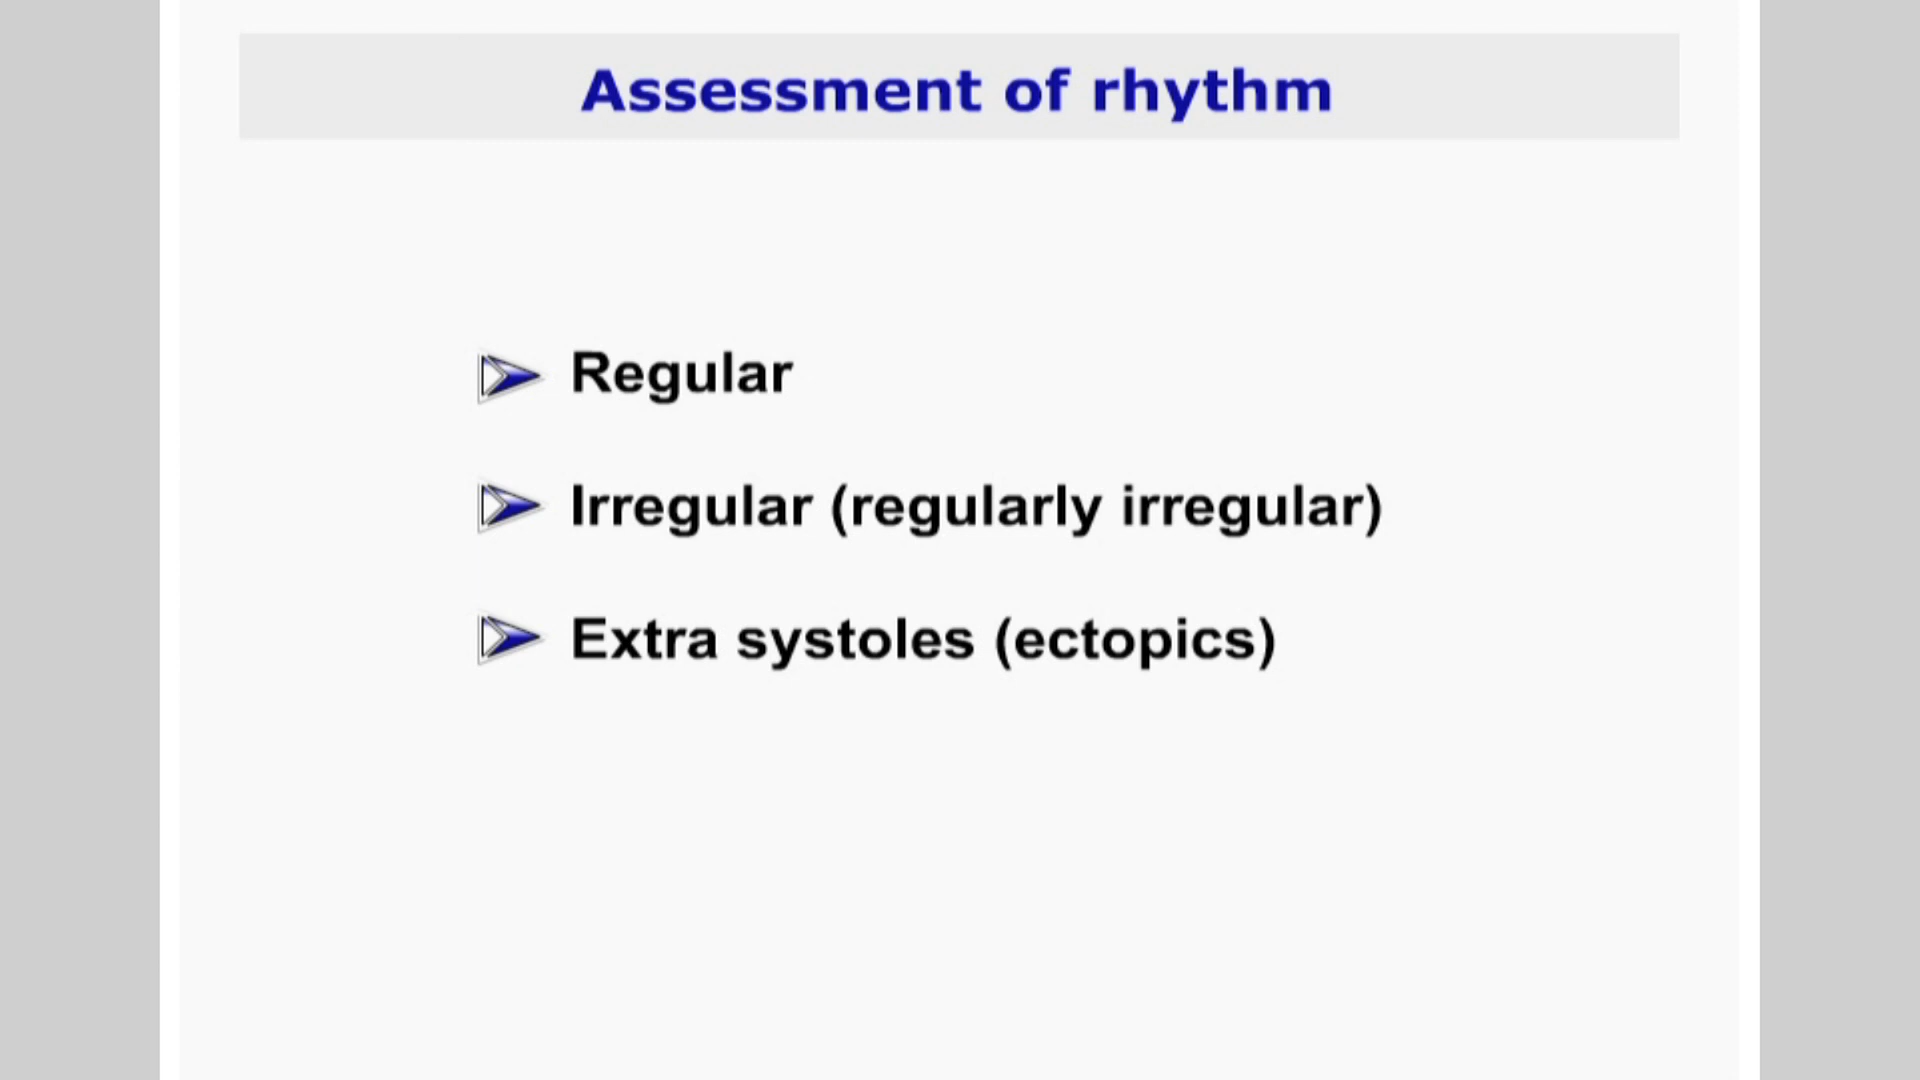 Assessment of rhythm
Regular
Irregular (regularly irregular)
Extra systoles (ectopics)